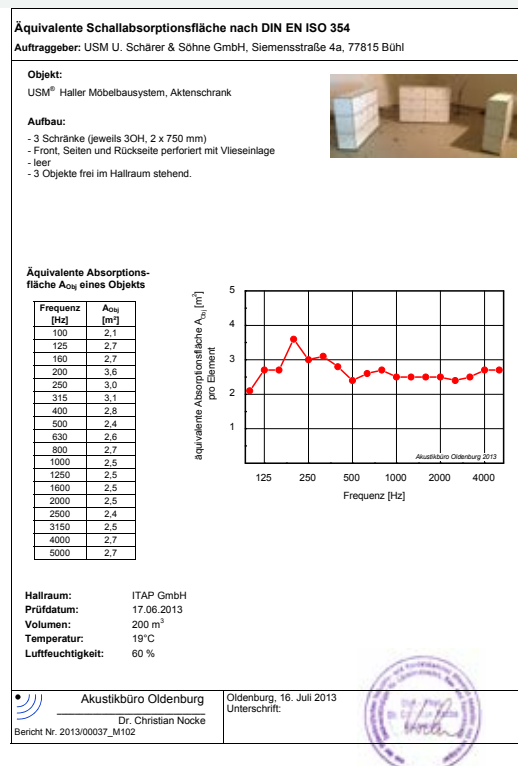 Äquivalente Schallabsorptionsfläche nach DIN EN ISO 354
Auftraggeber: USM U. Schärer & Söhne GmbH, Siemensstraße 4a, 77815 Bühl
Objekt:
USM® Haller Möbelbausystem, Aktenschrank
Aufbau:
- 3 Schränke (jeweils 3OH, 2 x 750 mm)
- Front, Seiten und Rückseite perforiert mit Vlieseinlage
- leer
- 3 Objekte frei im Hallraum stehend.
Äquivalente Absorptions-
fläche AObj eines Objekts
Frequenz [Hz] AObj [m²]
100 2,1
125 2,7
160 2,7
200 3,6
250 3,0
315 3,1
400 2,8
500 2,4
630 2,6
800 2,7
1000 2,5
1250 2,5
1600 2,5
2000 2,5
2500 2,4
3150 2,5
4000 2,7
5000 2,7
äquivalente Absorptionsfläche AObj [m²]
pro Element
5
4
3
2
1
Akustikbüro Oldenburg 2013
125 250 500 1000 2000 4000
Frequenz [Hz]
Hallraum: ITAP GmbH
Prüfdatum: 17.06.2013
Volumen: 200 m³
Temperatur: 19°C
Luftfeuchtigkeit: 60 %
Akustikbüro Oldenburg
Dr. Christian Nocke
Bericht Nr. 2013/00037_M102
Oldenburg, 16. Juli 2013
Unterschrift: